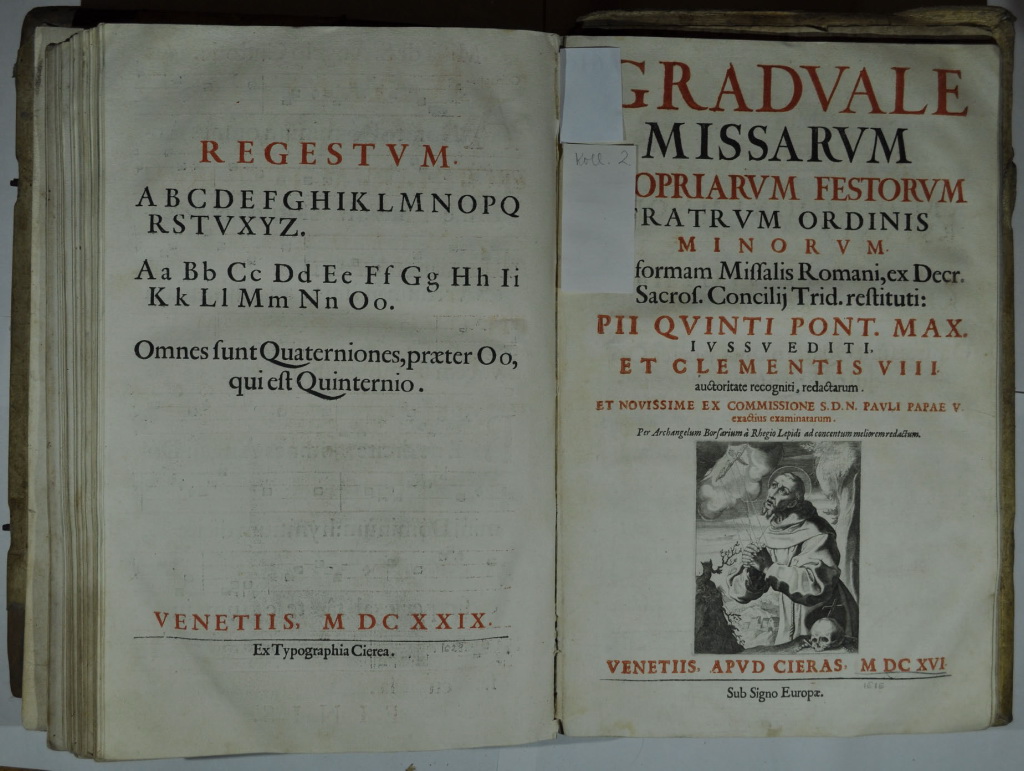 REGESTVM.
ABCDEFGHIKLMNOPQ
RSTVXYZ.
Aa Bb Cc Dd Ee Ff Gg Hh Ii
Kk Ll Mm Nn Oo.
Omnes ſunt Quaterniones, præter Oo,
qui eſt Quinternio.
VENETIIS, M DC XXIX.
Ex Typographia Cierea.
GRADVALE
MISSARVM
OPRIARVM FESTORVM
RATRVM ORDINIS
MINORVM
formam Miſſalis Romani, ex Decr.
Sacroſ. Concilij Trid. reſtituti:
PII QVINTI PONT. MAX.
IVSSV EDITI,
ET CLEMENTIS VIII.
auctoritate recogniti, redactarum.
ET NOVISSIME EX COMMISSIONE S. D. N. PAVLI PAPAE V.
exactius examinatarum.
Per Archangelum Borſarium à Rhegio Lepidi ad concentum meliorem redactum.
VENETIIS, APVD CIERAS, M DC XVI.
1616
Sub Signo Europæ.
Koll. 2